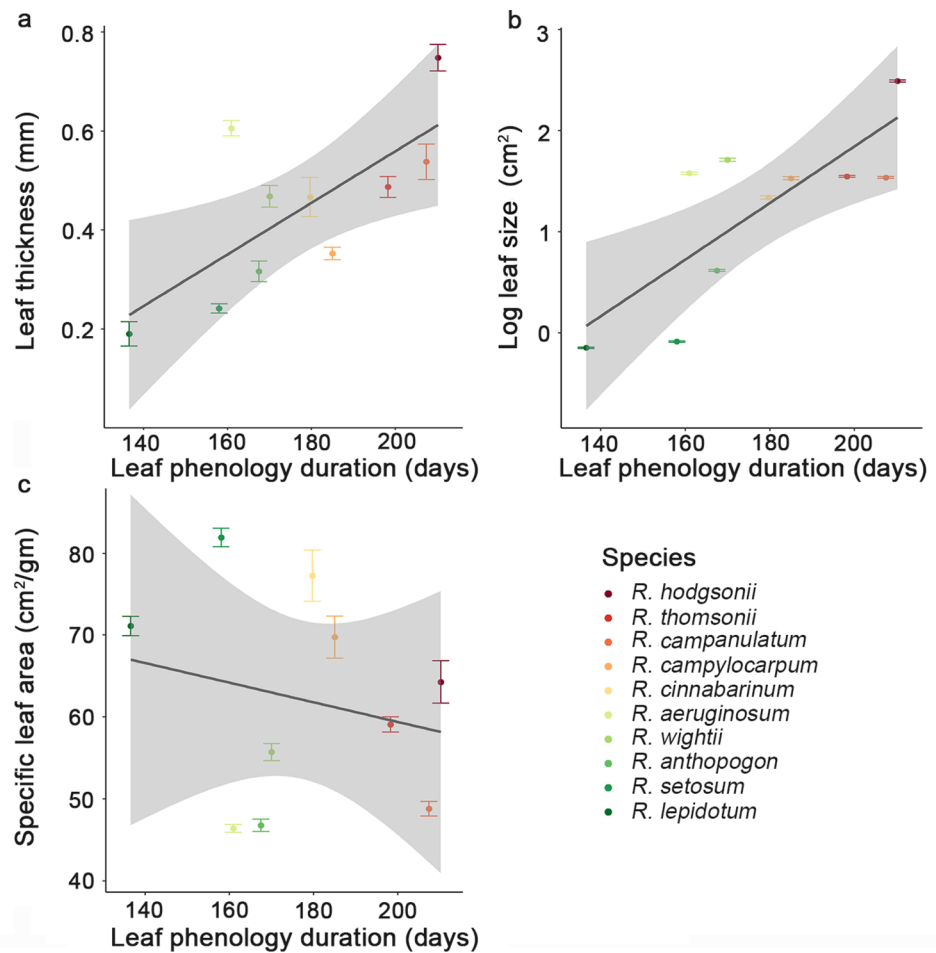 a
Leaf thickness (mm)
0.8
0.6
0.4
0.2
140 160 180 200
Leaf phenology duration (days)
b
Log leaf size (cm²)
3
2
1
0
140 160 180 200
Leaf phenology duration (days)
c
Specific leaf area (cm²/gm)
80
70
60
50
40
140 160 180 200
Leaf phenology duration (days)
Species
R. hodgsonii
R. thomsonii
R. campanulatum
R. campylocarpum
R. cinnabarinum
R. aeruginosum
R. wightii
R. anthopogon
R. setosum
R. lepidotum